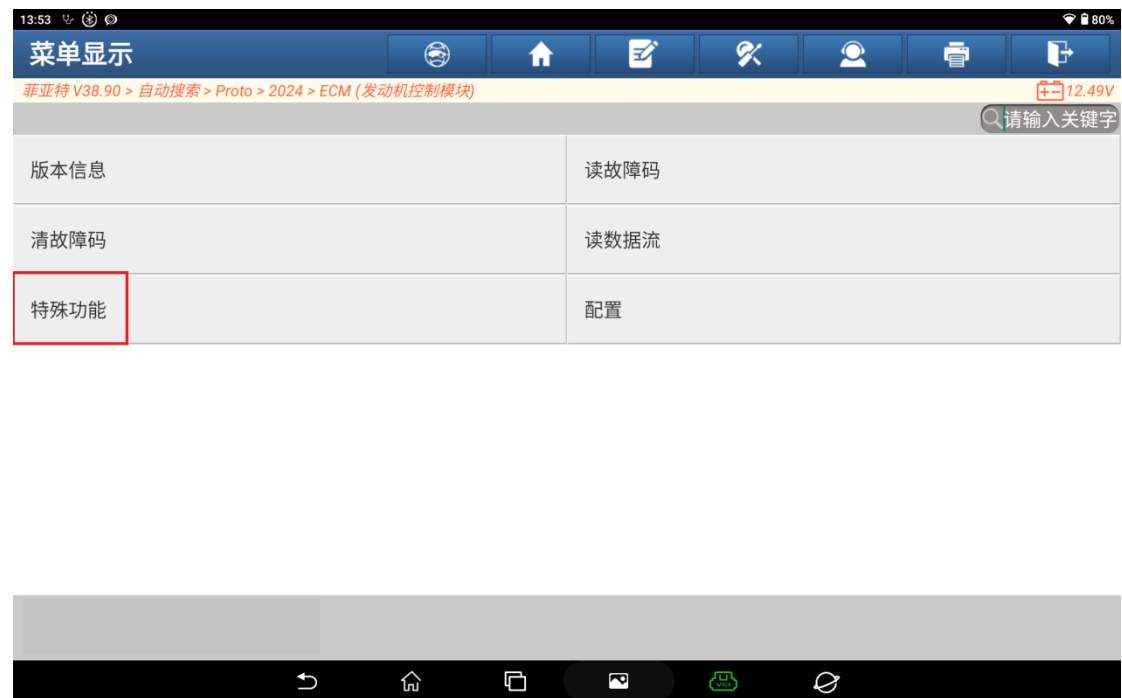 13:53 80%
菜单显示
菲亚特 V38.90 > 自动搜索 > Proto > 2024 > ECM (发动机控制模块) 12.49V
请输入关键字
版本信息 读故障码
清故障码 读数据流
特殊功能 配置
VCI